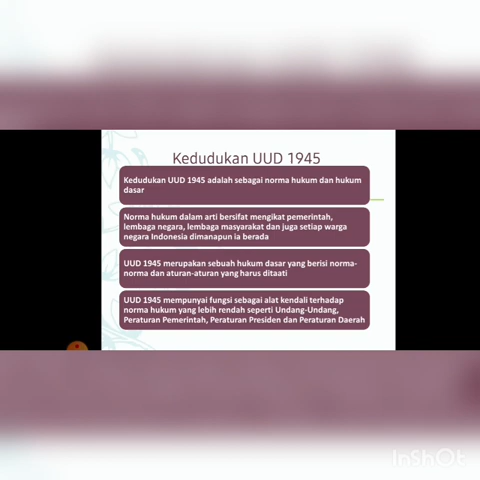 Kedudukan UUD 1945
Kedudukan UUD 1945 adalah sebagai norma hukum dan hukum
dasar
Norma hukum dalam arti bersifat mengikat pemerintah,
lembaga negara, lembaga masyarakat dan juga setiap warga
negara Indonesia dimanapun ia berada
UUD 1945 merupakan sebuah hukum dasar yang berisi norma-
norma dan aturan-aturan yang harus ditaati
UUD 1945 mempunyai fungsi sebagai alat kendali terhadap
norma hukum yang lebih rendah seperti Undang-Undang,
Peraturan Pemerintah, Peraturan Presiden dan Peraturan Daerah
InShOt